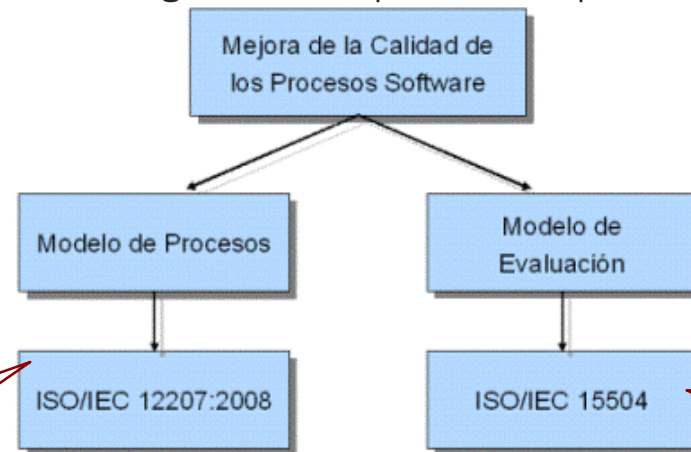 Mejora de la Calidad de
los Procesos Software
Modelo de Procesos
Modelo de
Evaluación
ISO/IEC 12207:2008
ISO/IEC 15504